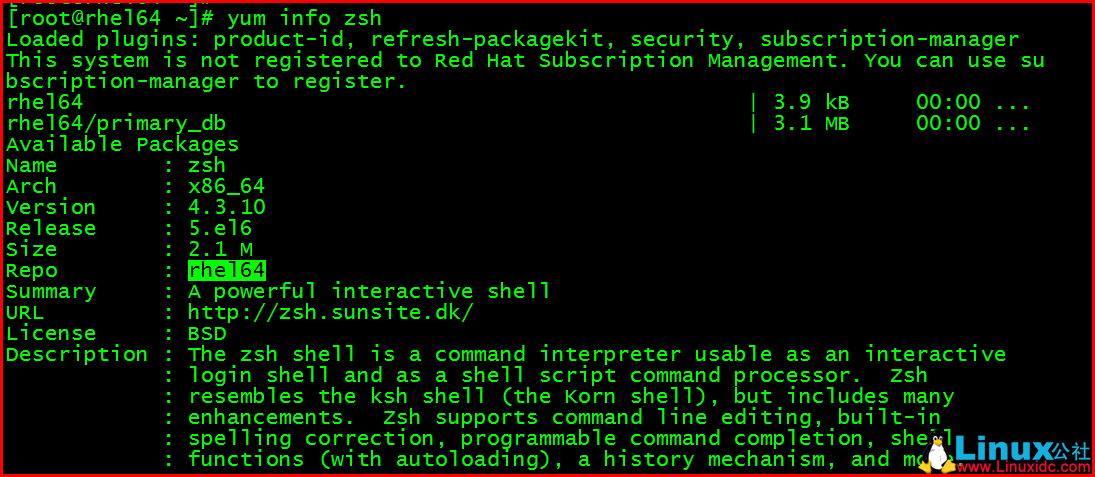 [root@rhel64 ~]# yum info zsh
Loaded plugins: product-id, refresh-packagekit, security, subscription-manager
This system is not registered to Red Hat Subscription Management. You can use su
bscription-manager to register.
rhel64 | 3.9 kB 00:00 ...
rhel64/primary_db | 3.1 MB 00:00 ...
Available Packages
Name : zsh
Arch : x86_64
Version : 4.3.10
Release : 5.el6
Size : 2.1 M
Repo : rhel64
Summary : A powerful interactive shell
URL : http://zsh.sunsite.dk/
License : BSD
Description : The zsh shell is a command interpreter usable as an interactive
: login shell and as a shell script command processor. Zsh
: resembles the ksh shell (the Korn shell), but includes many
: enhancements. Zsh supports command line editing, built-in
: spelling correction, programmable command completion, shell
: functions (with autoloading), a history mechanism, and
Linux公社
www.Linuxidc.com